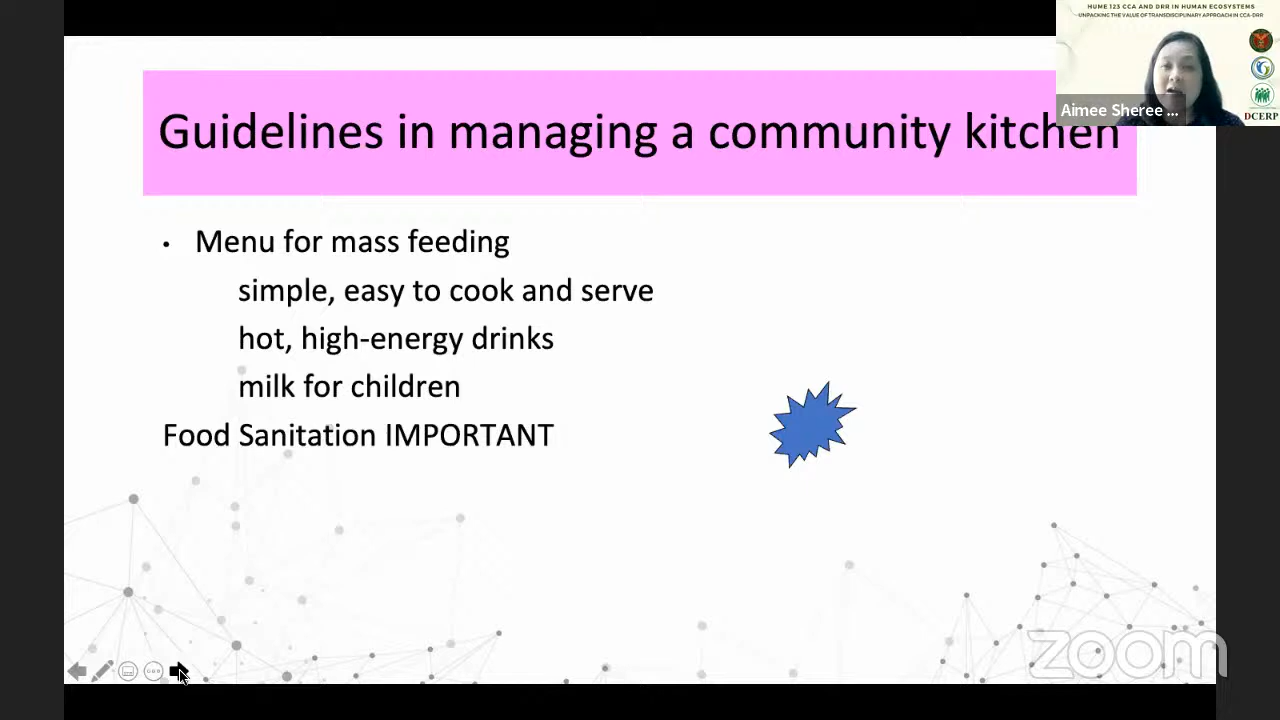 HUME 123 CCA AND DRR IN HUMAN ECOSYSTEMS
UNPACKING THE VALUE OF TRANSDISCIPLINARY APPROACH IN CCA-DRR
Aimee Sheree ...
DCERP
Guidelines in managing a community kitchen
• Menu for mass feeding
simple, easy to cook and serve
hot, high-energy drinks
milk for children
Food Sanitation IMPORTANT
zoom